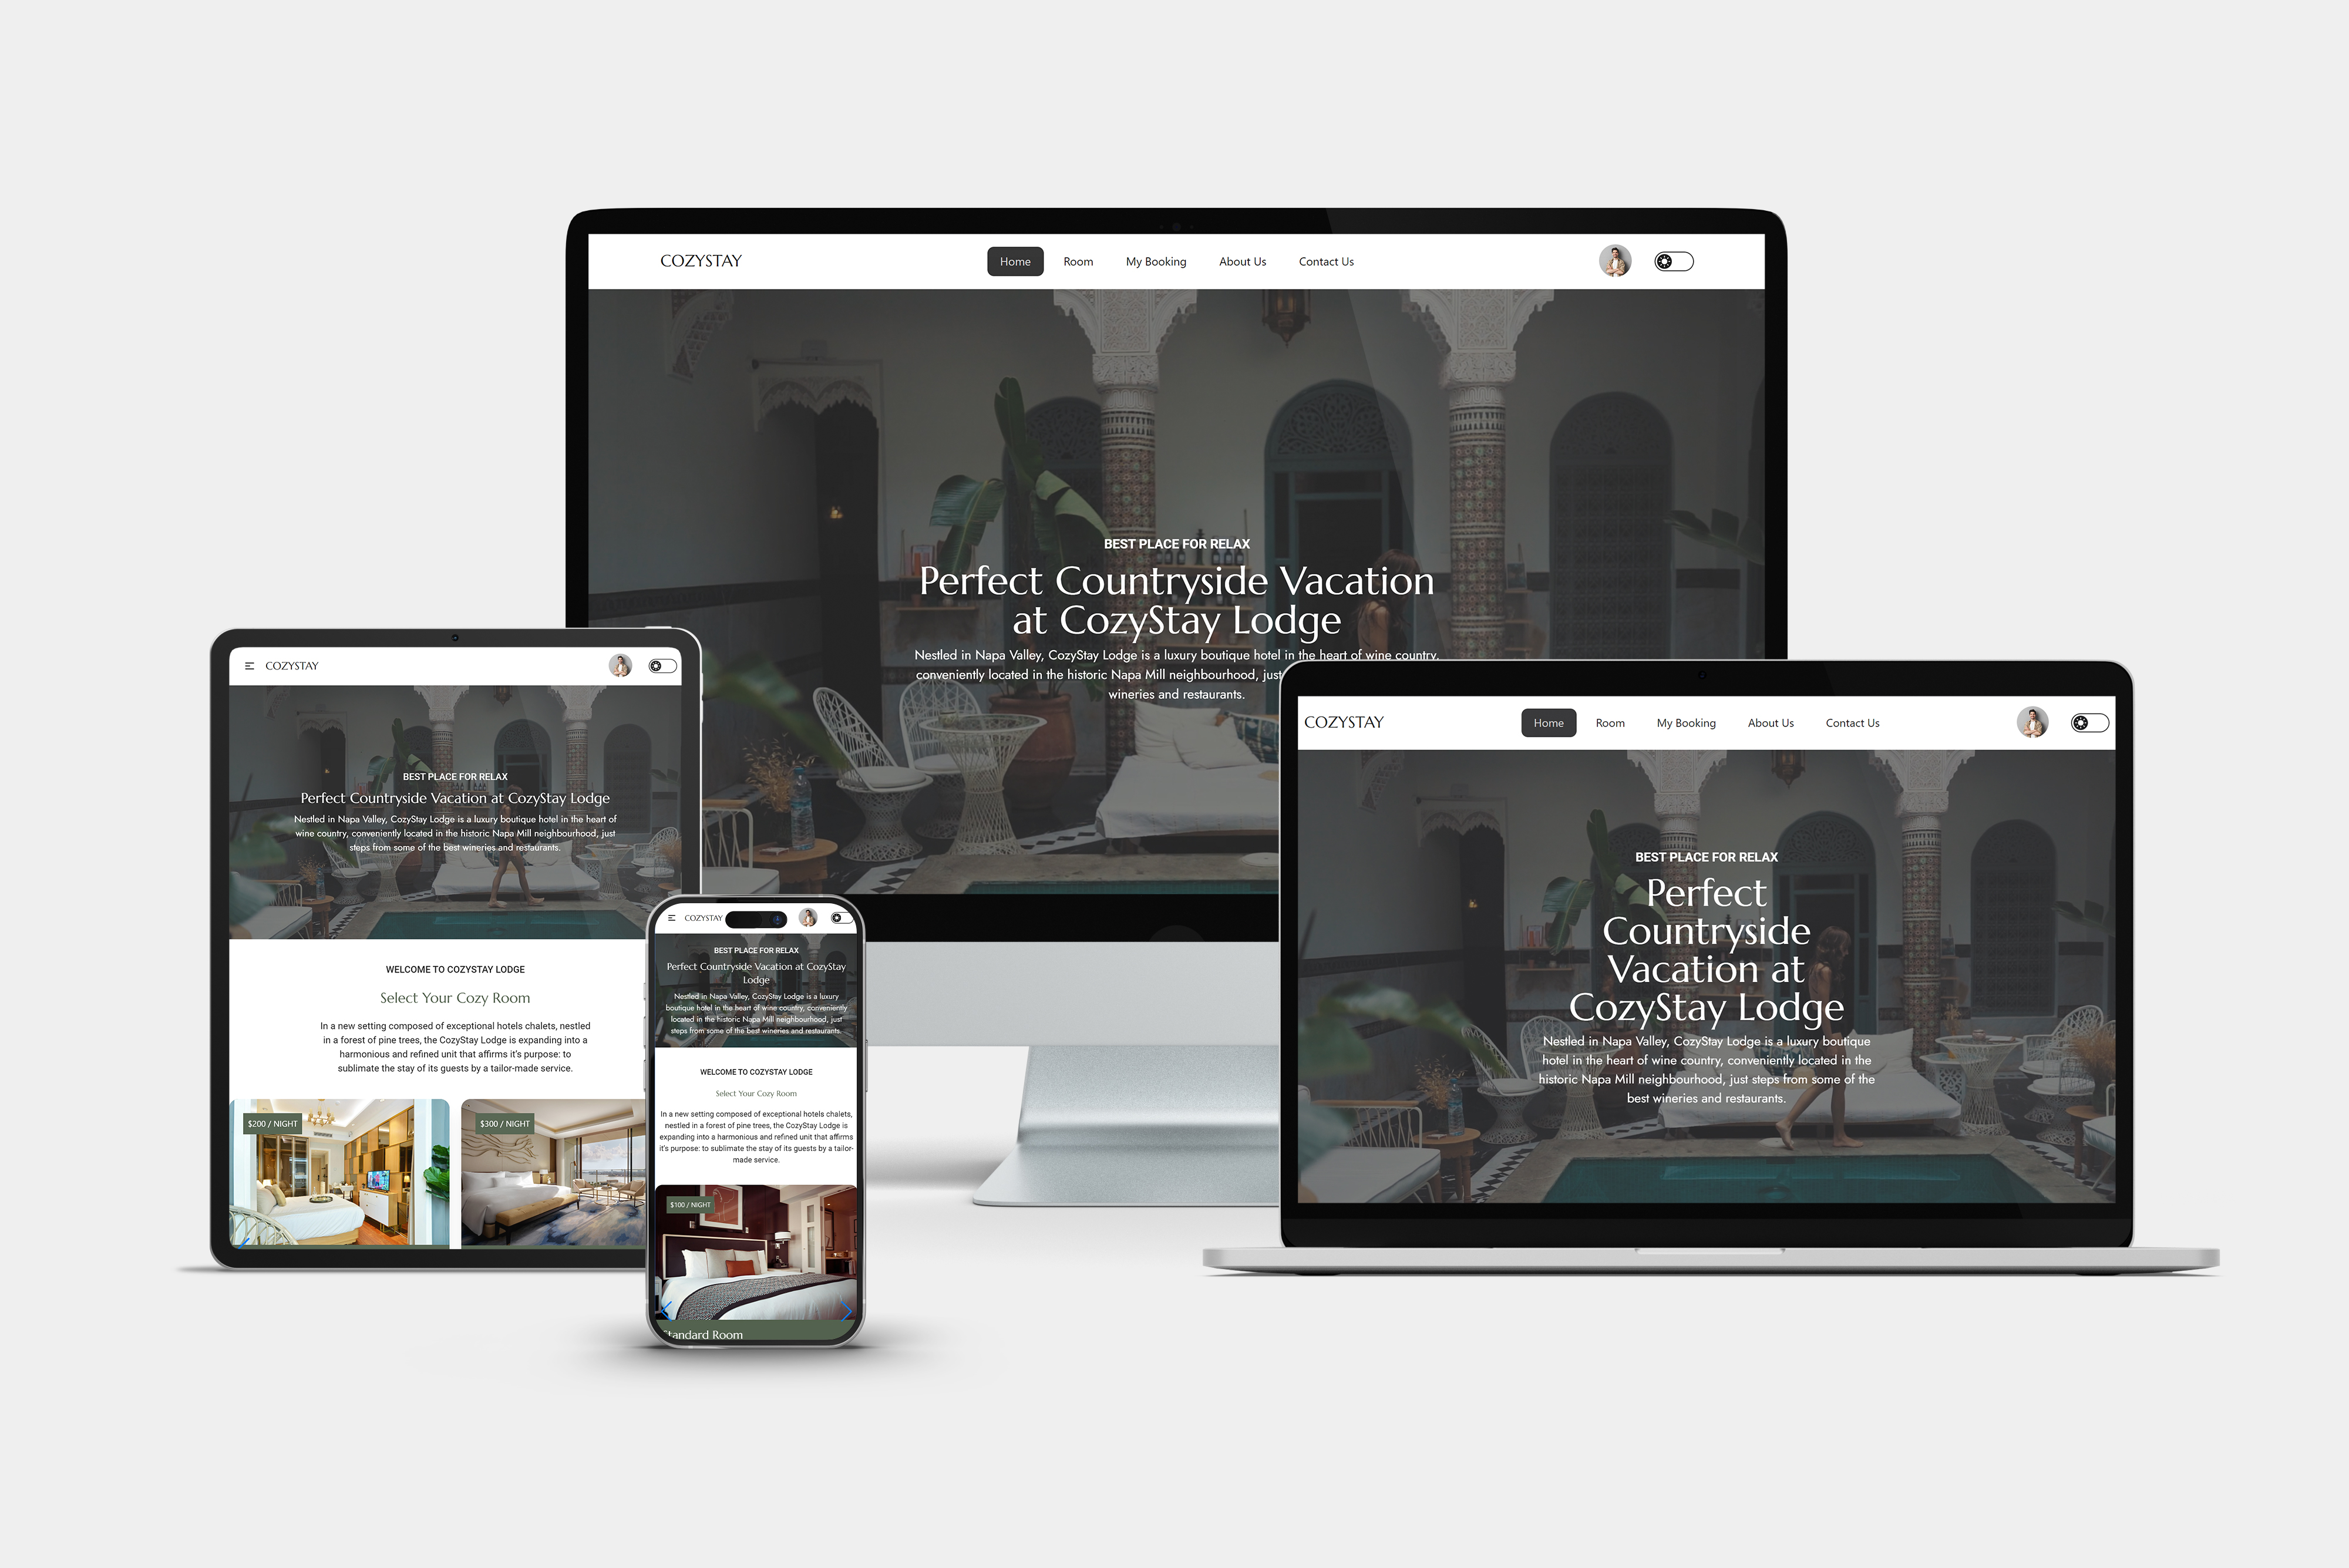 COZYSTAY
Home
Room
My Booking
About Us
Contact Us
BEST PLACE FOR RELAX
Perfect Countryside Vacation
at CozyStay Lodge
Nestled in Napa Valley, CozyStay Lodge is a luxury boutique hotel in the heart of wine country,
conveniently located in the historic Napa Mill neighbourhood, just
wineries and restaurants.
COZYSTAY
BEST PLACE FOR RELAX
Perfect Countryside Vacation at CozyStay Lodge
Nestled in Napa Valley, CozyStay Lodge is a luxury boutique hotel in the heart of
wine country, conveniently located in the historic Napa Mill neighbourhood, just
steps from some of the best wineries and restaurants.
WELCOME TO COZYSTAY LODGE
Select Your Cozy Room
In a new setting composed of exceptional hotels chalets, nestled
in a forest of pine trees, the CozyStay Lodge is expanding into a
harmonious and refined unit that affirms it's purpose: to
sublimate the stay of its guests by a tailor-made service.
$200 / NIGHT
$300 / NIGHT
COZYSTAY
BEST PLACE FOR RELAX
Perfect Countryside Vacation at CozyStay
Lodge
Nestled in Napa Valley, CozyStay Lodge is a luxury
boutique hotel in the heart of wine country, conveniently
located in the historic Napa Mill neighbourhood, just
steps from some of the best wineries and restaurants.
WELCOME TO COZYSTAY LODGE
Select Your Cozy Room
In a new setting composed of exceptional hotels chalets,
nestled in a forest of pine trees, the CozyStay Lodge is
expanding into a harmonious and refined unit that affirms
it's purpose: to sublimate the stay of its guests by a tailor-
made service.
$100 / NIGHT
Standard Room
COZYSTAY
Home
Room
My Booking
About Us
Contact Us
BEST PLACE FOR RELAX
Perfect
Countryside
Vacation at
CozyStay Lodge
Nestled in Napa Valley, CozyStay Lodge is a luxury boutique
hotel in the heart of wine country, conveniently located in the
historic Napa Mill neighbourhood, just steps from some of the
best wineries and restaurants.